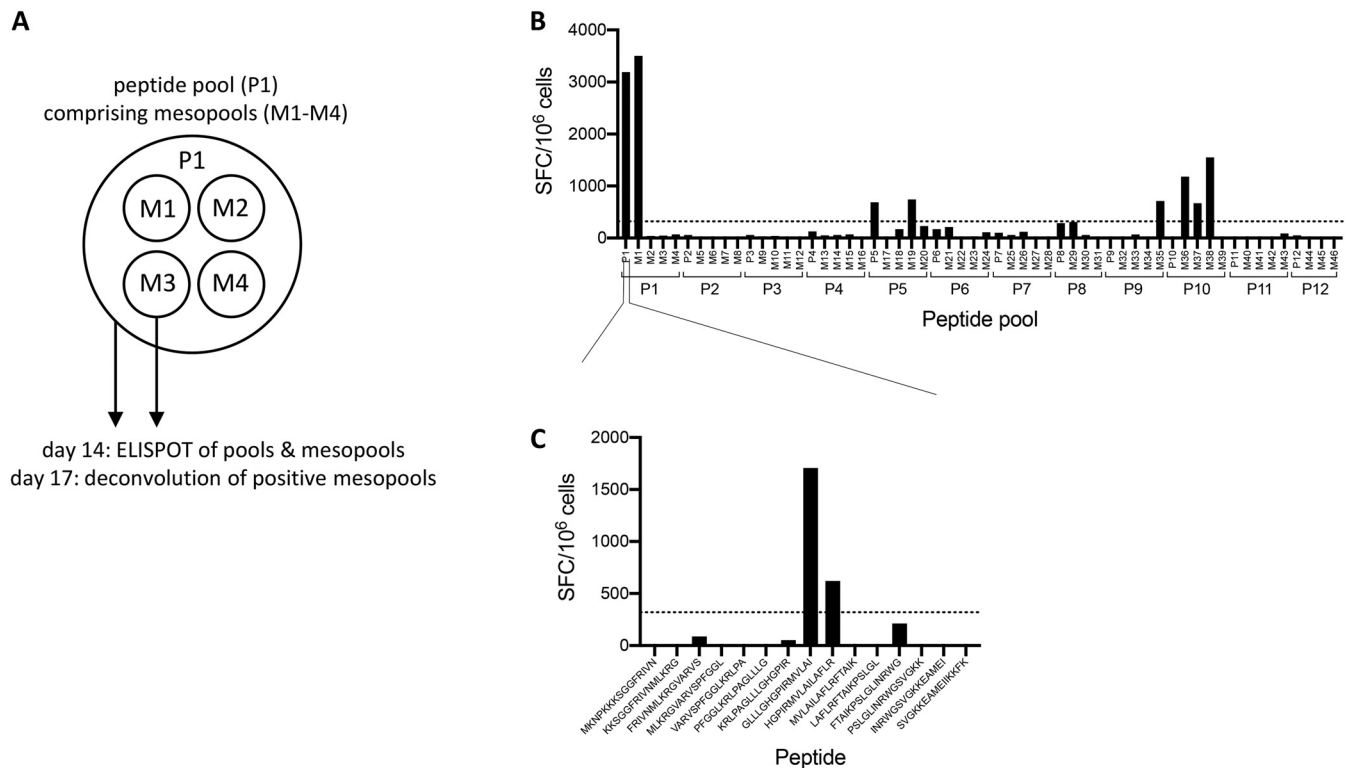 A
peptide pool (P1)
comprising mesopools (M1-M4)
P1
M1 M2
M3 M4
day 14: ELISPOT of pools & mesopools
day 17: deconvolution of positive mesopools
B
SFC/10⁶ cells
4000
3000
2000
1000
0
P1 M1 M2 M3 M4 P2 M5 M6 M7 M8 P3 M9 M10 M11 M12 P4 M13 M14 M15 M16 P5 M17 M18 M19 M20 P6 M21 M22 M23 M24 P7 M25 M26 M27 M28 P8 M29 M30 M31 P9 M32 M33 M34 M35 P10 M36 M37 M38 M39 P11 M40 M41 M42 M43 P12 M44 M45 M46
P1 P2 P3 P4 P5 P6 P7 P8 P9 P10 P11 P12
Peptide pool
C
SFC/10⁶ cells
2000
1500
1000
500
0
MKNPKKKSGGFRIVN
KKSGGFRIVNMLKRG
FRIVNMLKRGVARVS
MLKRGVARVSPFGGL
VARVSPFGGLKRLPA
PFGGLKRLPAGLLLG
KRLPAGLLLGHGPIR
GLLLGHGPIRMVLAI
HGPIRMVLAILAFLR
MVLAILAFLRFTAIK
LAFLRFTAIKPSLGL
FTAIKPSLGLINRWG
PSLGLINRWGSVGKK
INRWGSVGKKEAMEI
SVGKKEAMEIIKKFK
Peptide